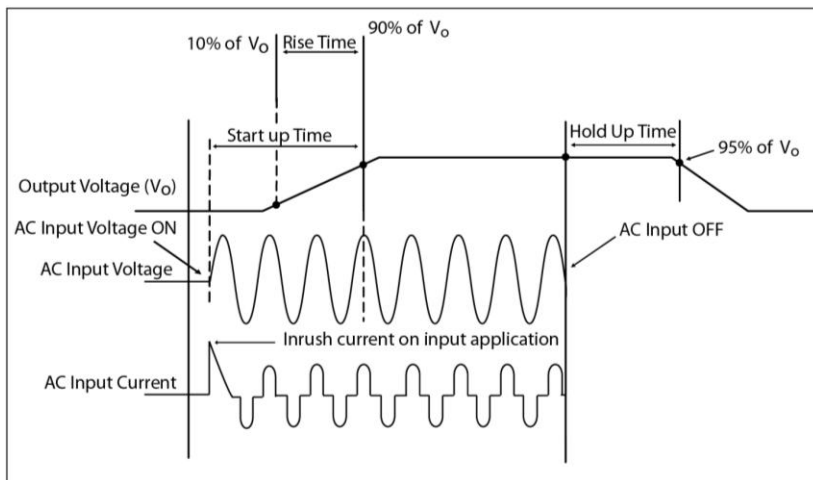 10% of VO
Rise Time
90% of VO
Start up Time
Hold Up Time
95% of VO
Output Voltage (VO)
AC Input Voltage ON
AC Input OFF
AC Input Voltage
Inrush current on input application
AC Input Current